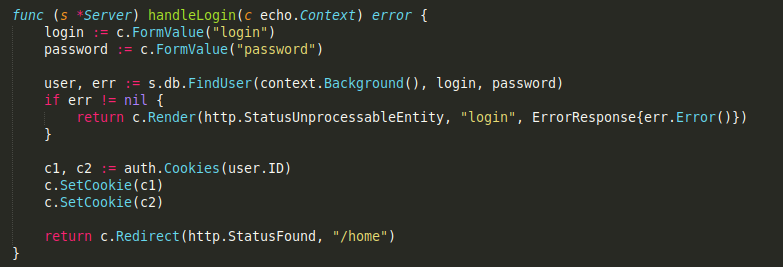 func (s *Server) handleLogin(c echo.Context) error {
    login := c.FormValue("login")
    password := c.FormValue("password")

    user, err := s.db.FindUser(context.Background(), login, password)
    if err != nil {
        return c.Render(http.StatusUnprocessableEntity, "login", ErrorResponse{err.Error()})
    }

    c1, c2 := auth.Cookies(user.ID)
    c.SetCookie(c1)
    c.SetCookie(c2)

    return c.Redirect(http.StatusFound, "/home")
}